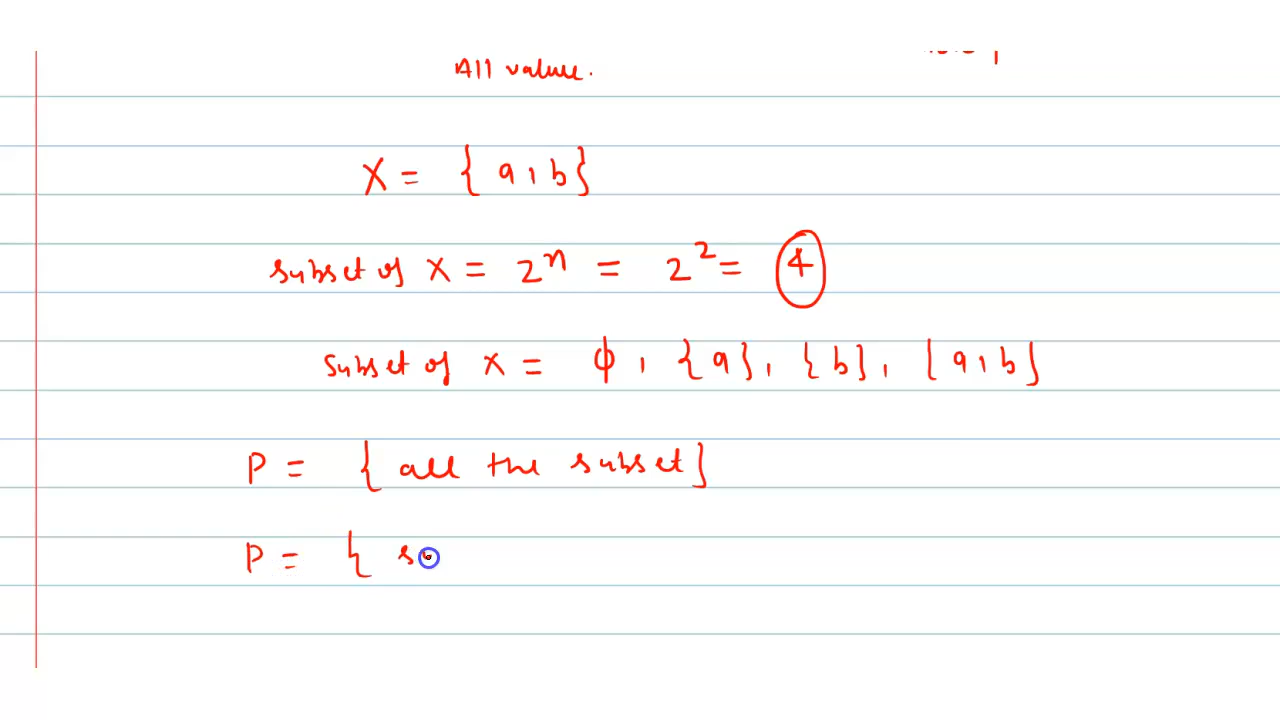 All value.
X = { a, b}
subset of X = 2ⁿ = 2² = 4
subset of X = ϕ, {a}, {b}, {a, b}
P = { all the subset}
P = { s